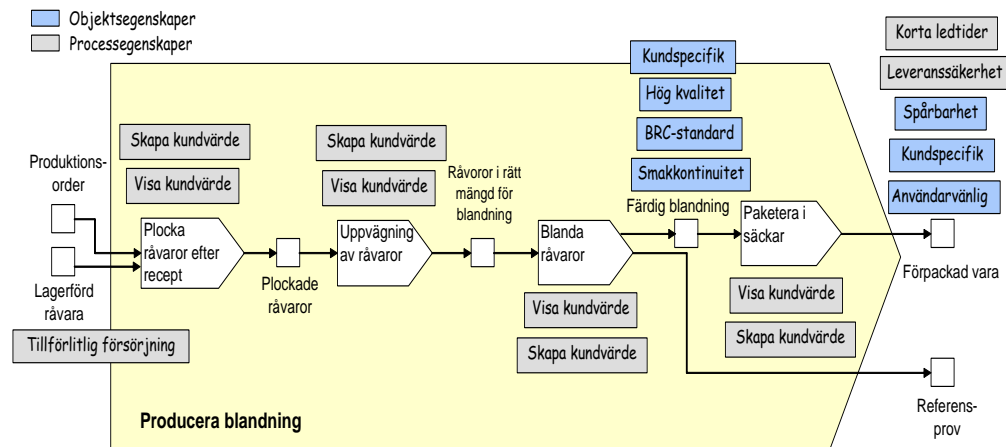 Objektsegenskaper
Processegenskaper
Kundspecifik
Hög kvalitet
BRC-standard
Smakkontinuitet
Korta ledtider
Leveranssäkerhet
Spårbarhet
Kundspecifik
Användarvänlig
Skapa kundvärde
Visa kundvärde
Skapa kundvärde
Visa kundvärde
Produktions-
order
Lagerförd
råvara
Tillförlitlig försörjning
Plocka
råvaror efter
recept
Plockade
råvaror
Uppvägning
av råvaror
Råvoror i rätt
mängd för
blandning
Blanda
råvaror
Färdig blandning
Paketera i
säckar
Förpackad vara
Visa kundvärde
Skapa kundvärde
Visa kundvärde
Skapa kundvärde
Referens-
prov
Producera blandning